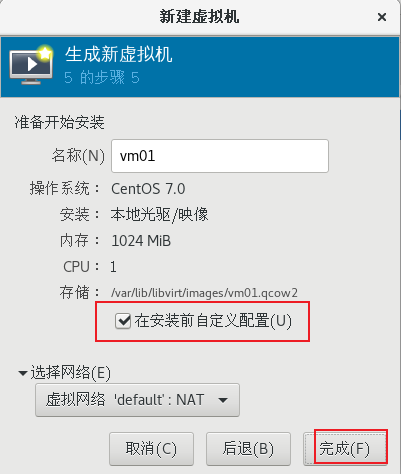 新建虚拟机
生成新虚拟机
5 的步骤 5
准备开始安装
名称(N) vm01
操作系统： CentOS 7.0
安装： 本地光驱/映像
内存： 1024 MiB
CPU： 1
存储： /var/lib/libvirt/images/vm01.qcow2
在安装前自定义配置(U)
选择网络(E)
虚拟网络 'default' : NAT
取消(C) 后退(B) 完成(F)